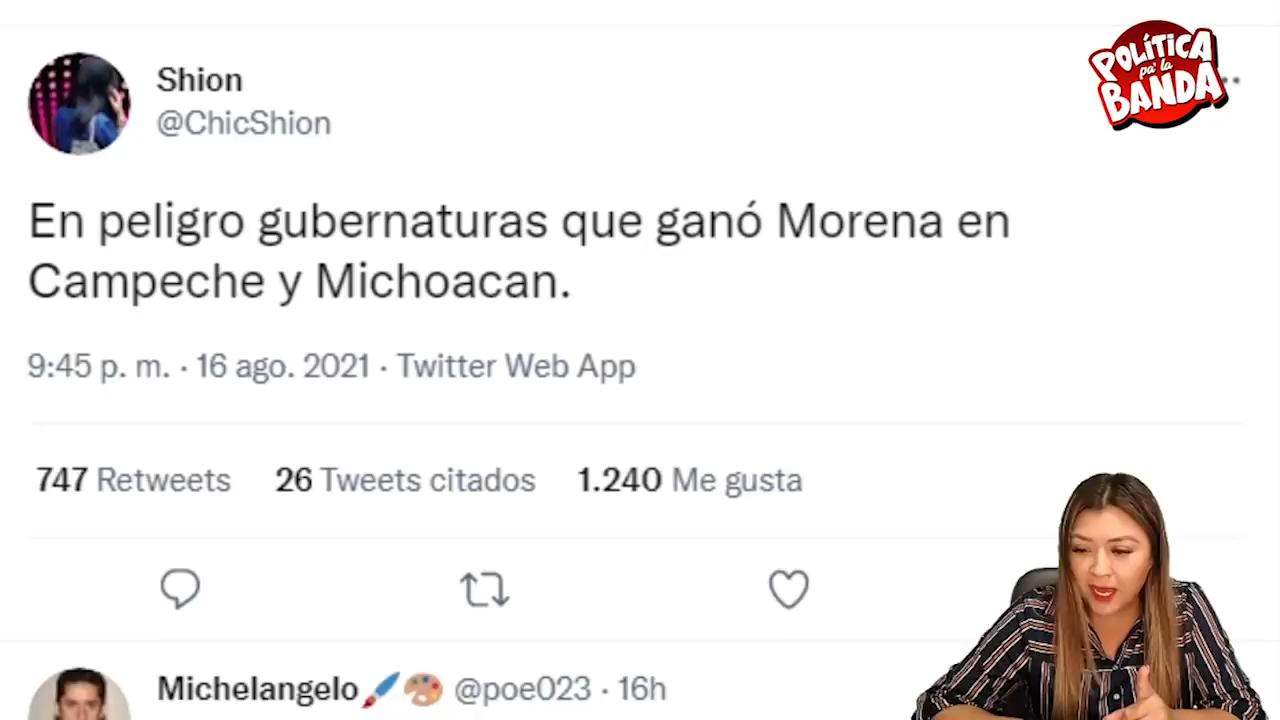 Shion
@ChicShion
POLÍTICA
pa' la
BANDA
En peligro gubernaturas que ganó Morena en
Campeche y Michoacan.
9:45 p. m. · 16 ago. 2021 · Twitter Web App
747 Retweets 26 Tweets citados 1.240 Me gusta
Michelangelo🖌️🎨 @poe023 · 16h